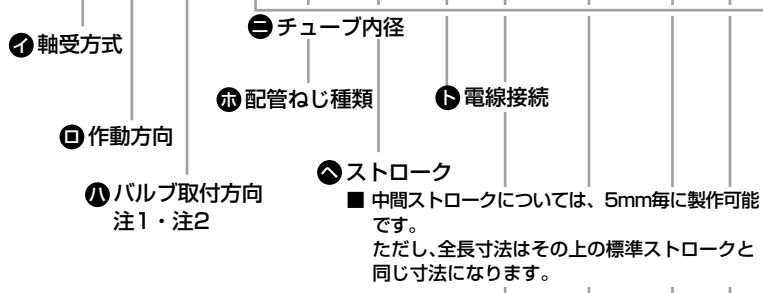 ㋑軸受方式
㋥チューブ内径
㋭配管ねじ種類
㋣電線接続
㋺作動方向
㋩バルブ取付方向
注1・注2
㋬ストローク
■ 中間ストロークについては、5mm毎に製作可能
です。
ただし、全長寸法はその上の標準ストロークと
同じ寸法になります。